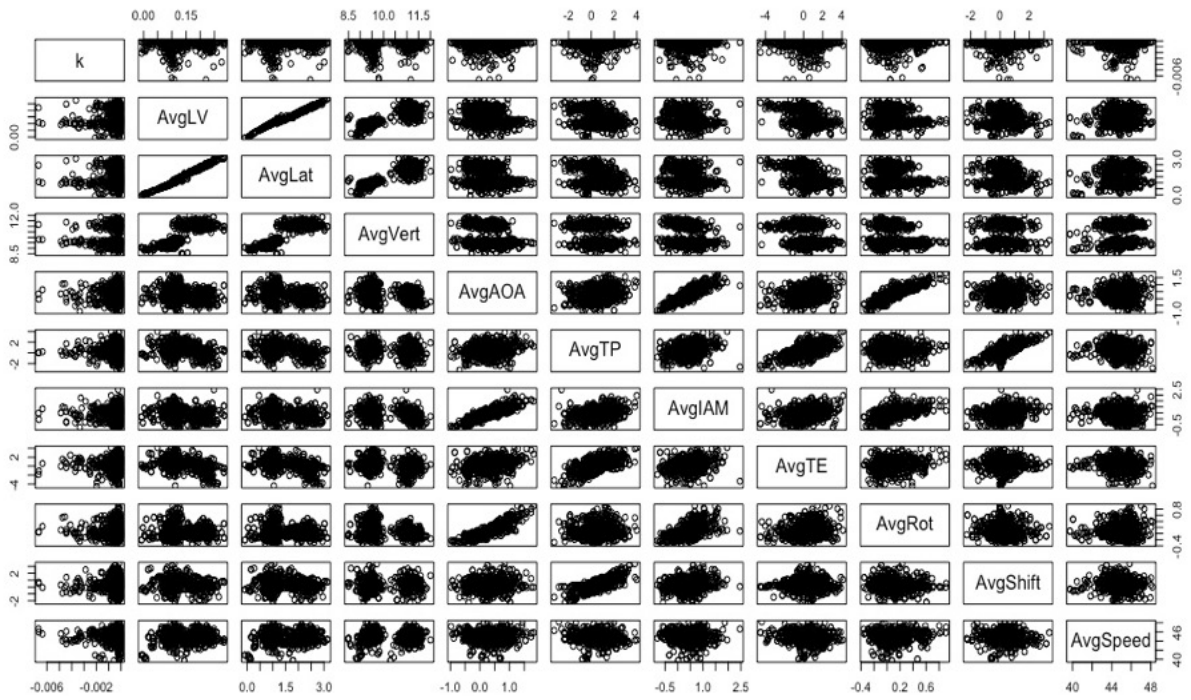 0.00 0.15 8.5 10.0 11.5 -2 0 2 4 -4 0 2 4 -2 0 2
k -0.006
0.00 AvgLV
AvgLat 0.0 1.5 3.0
8.5 12.0 AvgVert
AvgAOA -1.0 1.5
-2 2 AvgTP
AvgIAM -0.5 2.5
-4 2 AvgTE
AvgRot -0.4 0.8
-2 2 AvgShift
AvgSpeed 40 46
-0.006 -0.002 0.0 1.5 3.0 -1.0 0.0 1.0 -0.5 1.0 2.5 -0.4 0.6 40 44 48